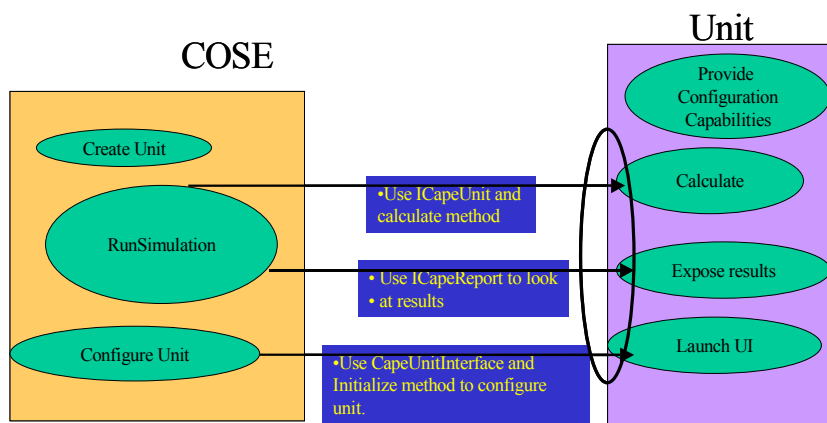 Unit
COSE
Provide
Configuration
Capabilities
Create Unit
Calculate
•Use ICapeUnit and
•calculate method
RunSimulation
Expose results
• Use ICapeReport to look
• at results
Configure Unit
Launch UI
•Use CapeUnitInterface and
Initialize method to configure
unit.